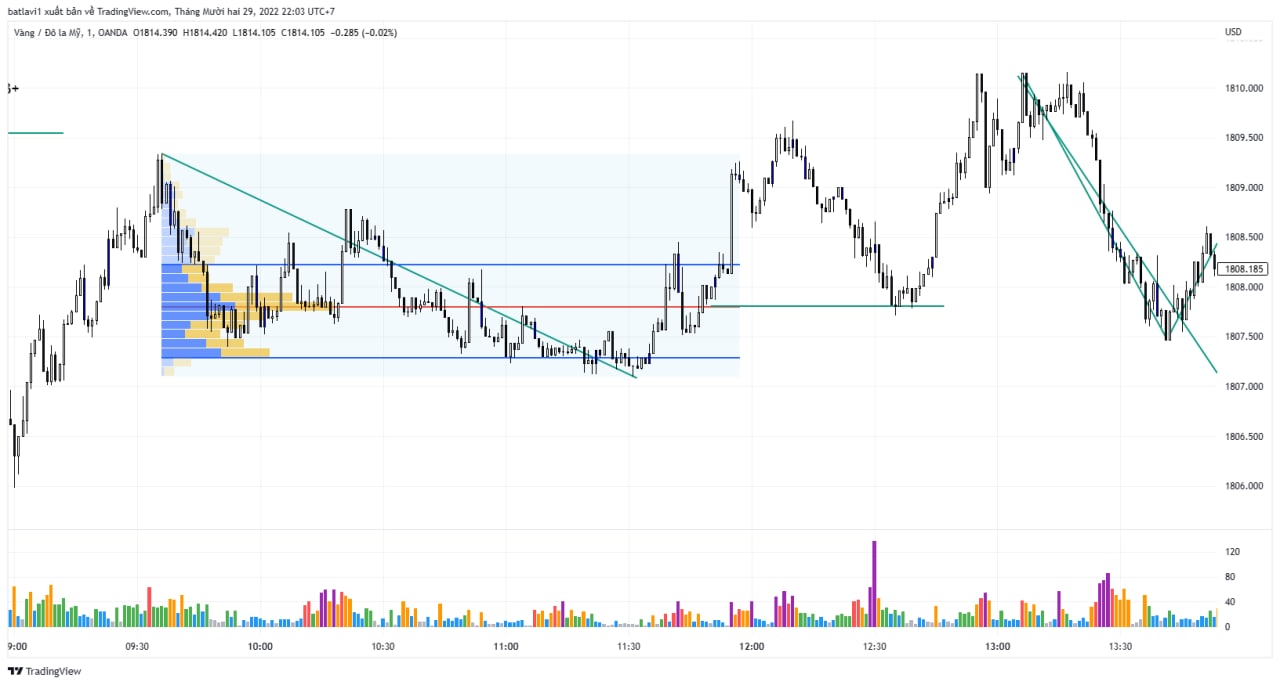 batlavi1 xuất bản về TradingView.com, Tháng Mười hai 29, 2022 22:03 UTC+7
Vàng / Đô la Mỹ, 1, OANDA O1814.390 H1814.420 L1814.105 C1814.105 −0.285 (−0.02%)
USD
1810.000
1809.500
1809.000
1808.500
1808.185
1808.000
1807.500
1807.000
1806.500
1806.000
120
80
40
0
9:00 09:30 10:00 10:30 11:00 11:30 12:00 12:30 13:00 13:30
TradingView